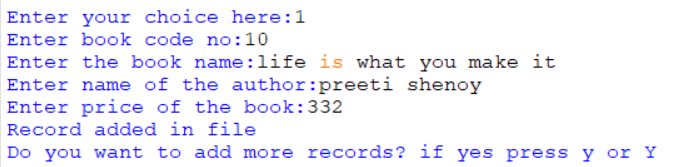 Enter your choice here:1
Enter book code no:10
Enter the book name:life is what you make it
Enter name of the author:preeti shenoy
Enter price of the book:332
Record added in file
Do you want to add more records? if yes press y or Y